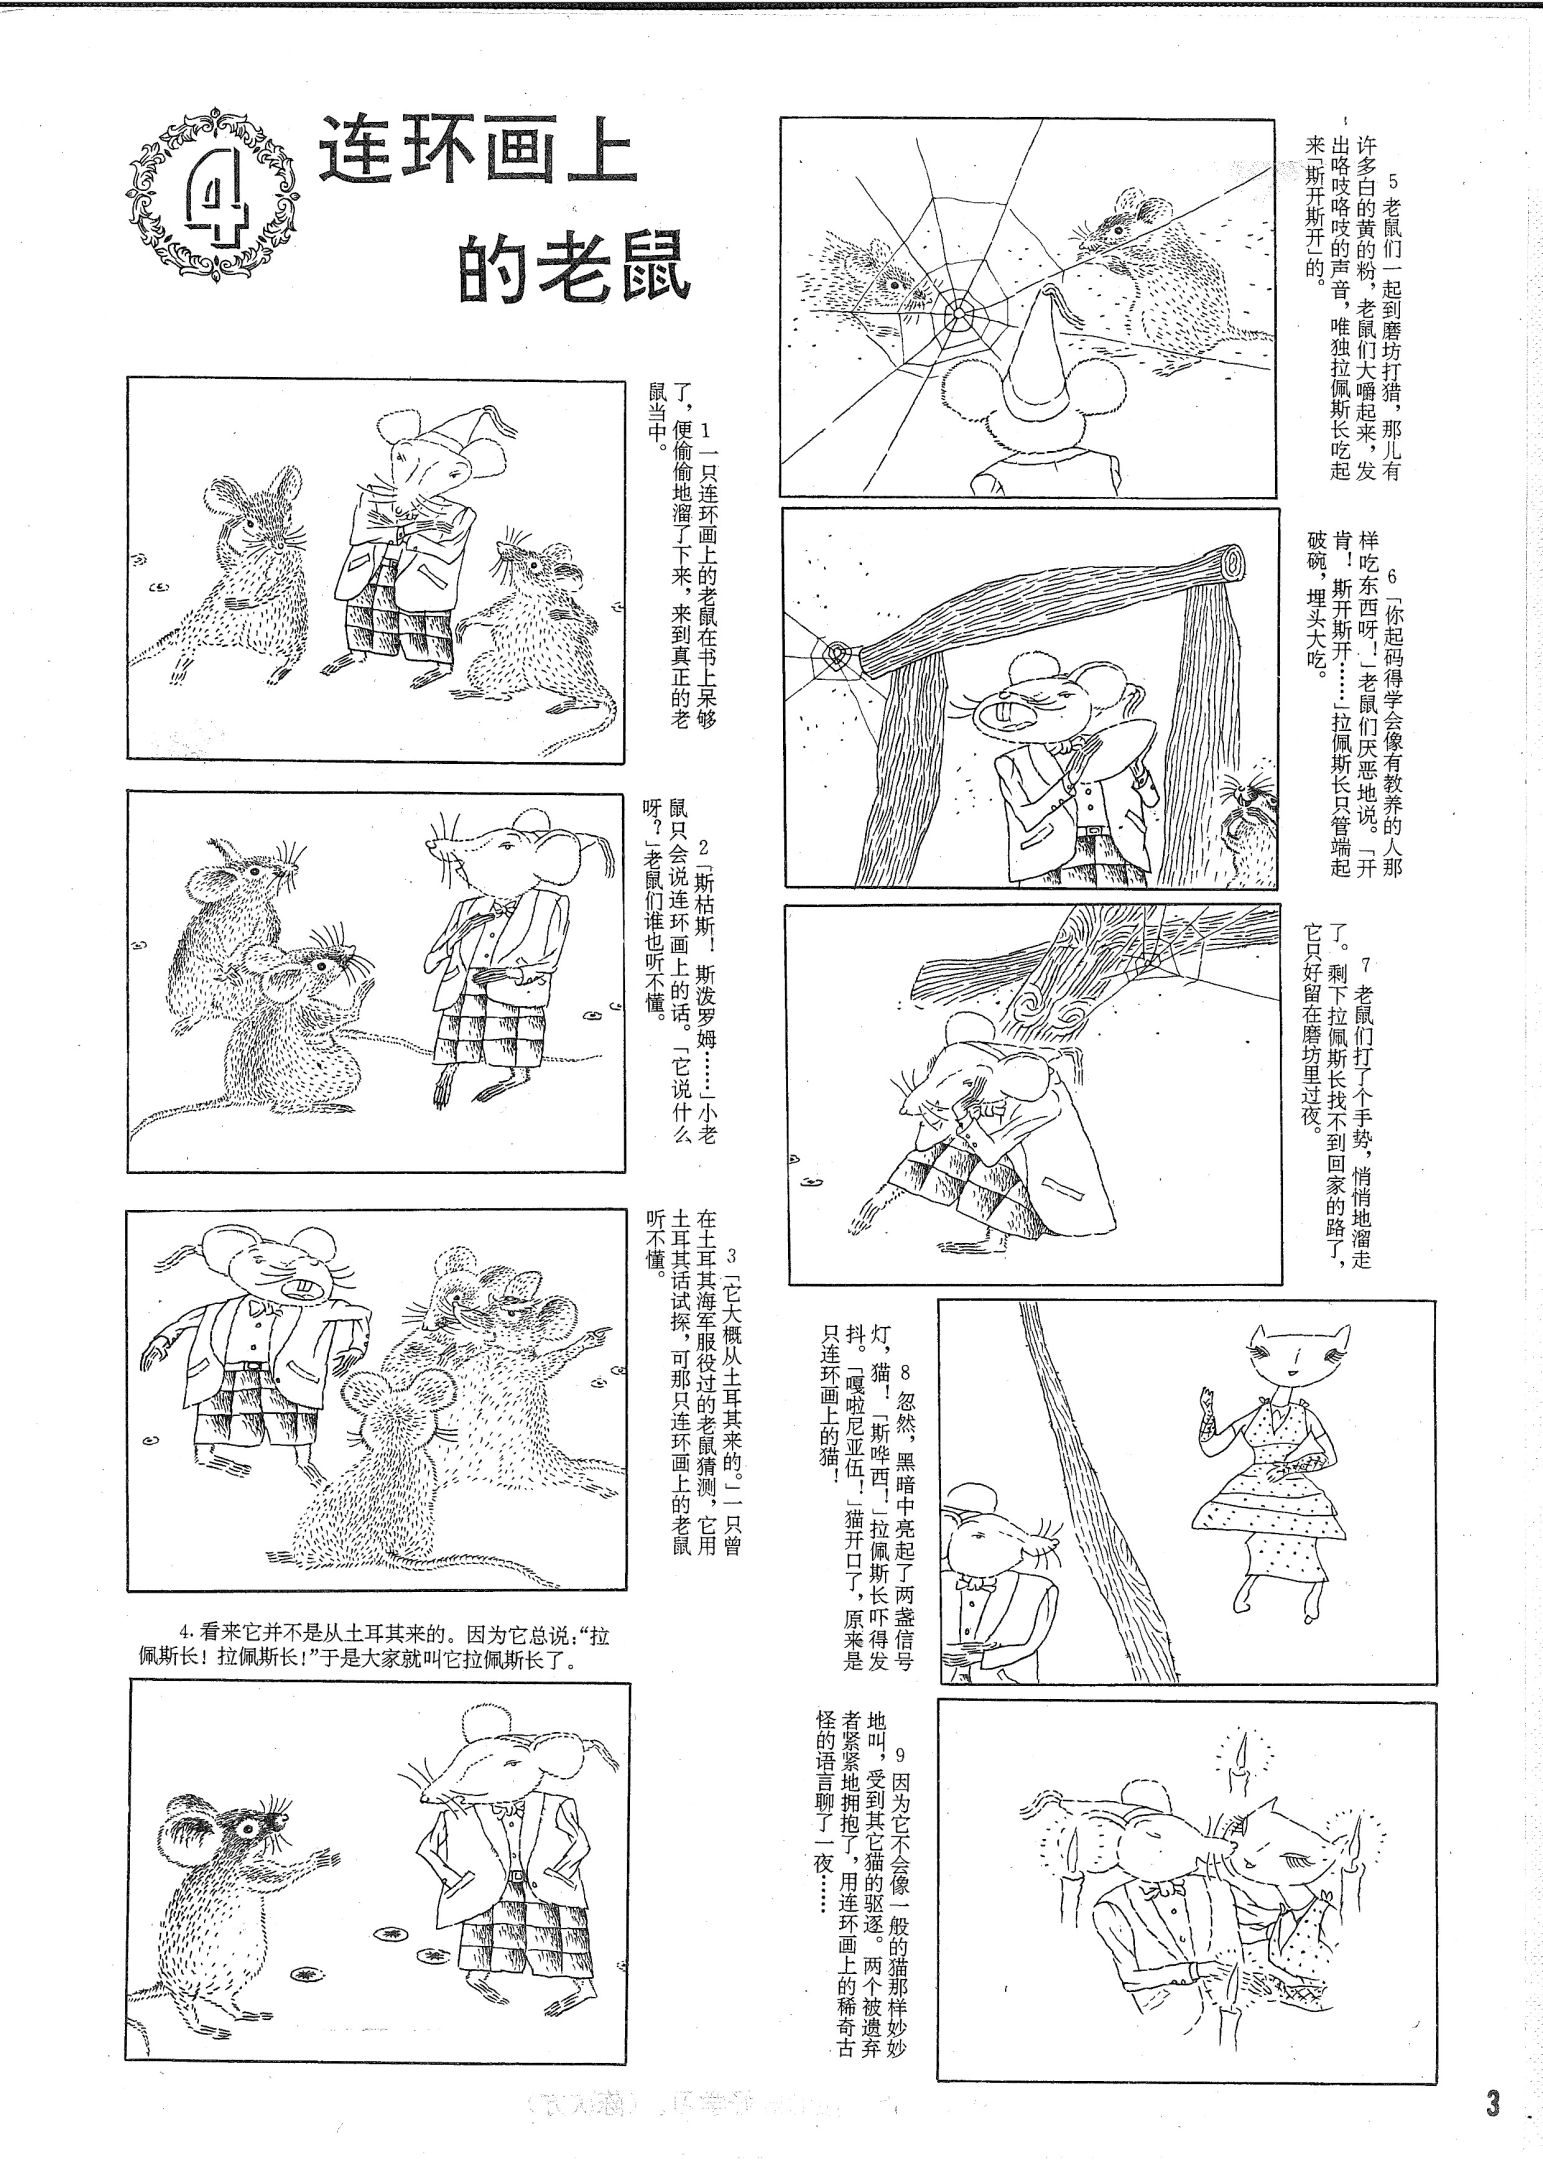 4
连环画上
的老鼠
1 一只连环画上的老鼠在书上呆够
了，便偷偷地溜了下来，来到真正的老
鼠当中。
2 「斯枯斯！斯泼罗姆……」小老
鼠只会说连环画上的话。「它说什么
呀？」老鼠们谁也听不懂。
3 「它大概从土耳其来的。」一只曾
在土耳其海军服役过的老鼠猜测，它用
土耳其话试探，可那只连环画上的老鼠
听不懂。
4. 看来它并不是从土耳其来的。因为它总说：“拉
佩斯长！拉佩斯长！”于是大家就叫它拉佩斯长了。
5 老鼠们一起到磨坊打猎，那儿有
许多白的黄的粉，老鼠们大嚼起来，发
出咯吱咯吱的声音，唯独拉佩斯长吃起
来「斯开斯开」的。
6 「你起码得学会像有教养的人那
样吃东西呀！」老鼠们厌恶地说。「开
肯！斯开斯开……」拉佩斯长只管端起
破碗，埋头大吃。
7 老鼠们打了个手势，悄悄地溜走
了。剩下拉佩斯长找不到回家的路了，
它只好留在磨坊里过夜。
8 忽然，黑暗中亮起了两盏信号
灯，猫！「斯哗西！」拉佩斯长吓得发
抖。「嘎啦尼亚伍！」猫开口了，原来是
只连环画上的猫！
9 因为它不会像一般的猫那样妙妙
地叫，受到其它猫的驱逐。两个被遗弃
者紧紧地拥抱了，用连环画上的稀奇古
怪的语言聊了一夜……
3